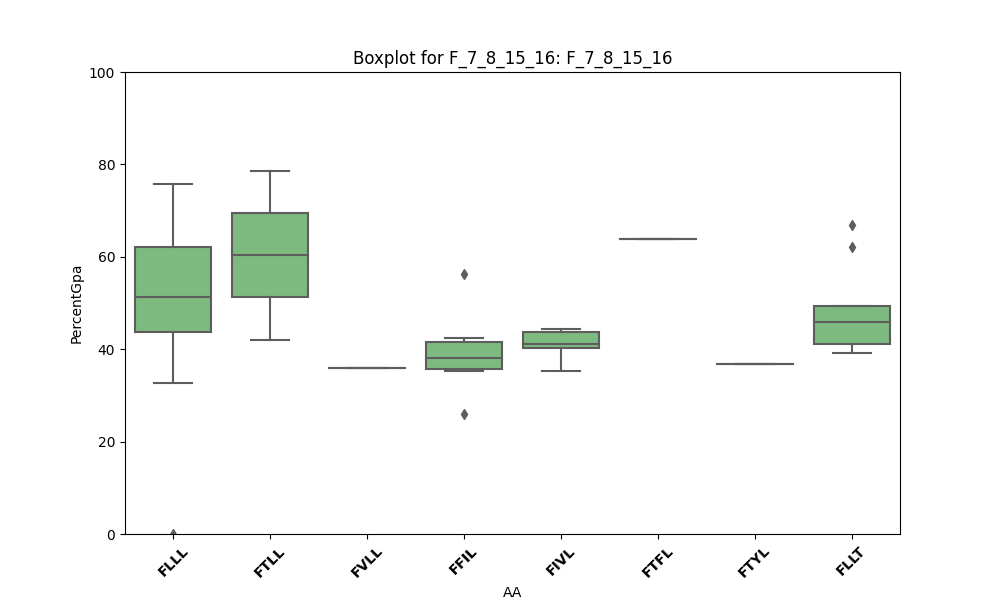 Boxplot for F_7_8_15_16: F_7_8_15_16
100
80
60
40
20
0
PercentGpa
FLLL
FTLL
FVLL
FFIL
FIVL
FTFL
FTYL
FLLT
AA